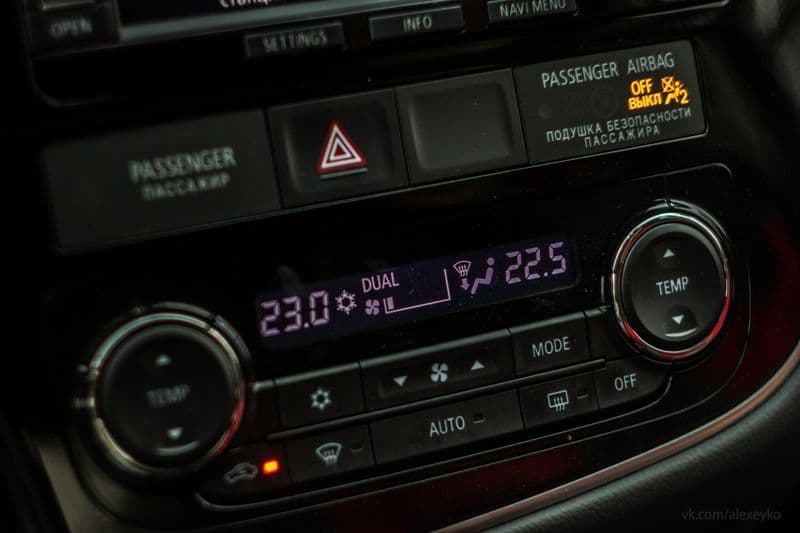 OPEN
SETTINGS
INFO
NAVI MENU
PASSENGER
ПАССАЖИР
PASSENGER AIRBAG
OFF
ВЫКЛ 2
ПОДУШКА БЕЗОПАСНОСТИ
ПАССАЖИРА
23.0
DUAL
22.5
TEMP
TEMP
MODE
AUTO
OFF
vk.com/alexeyko